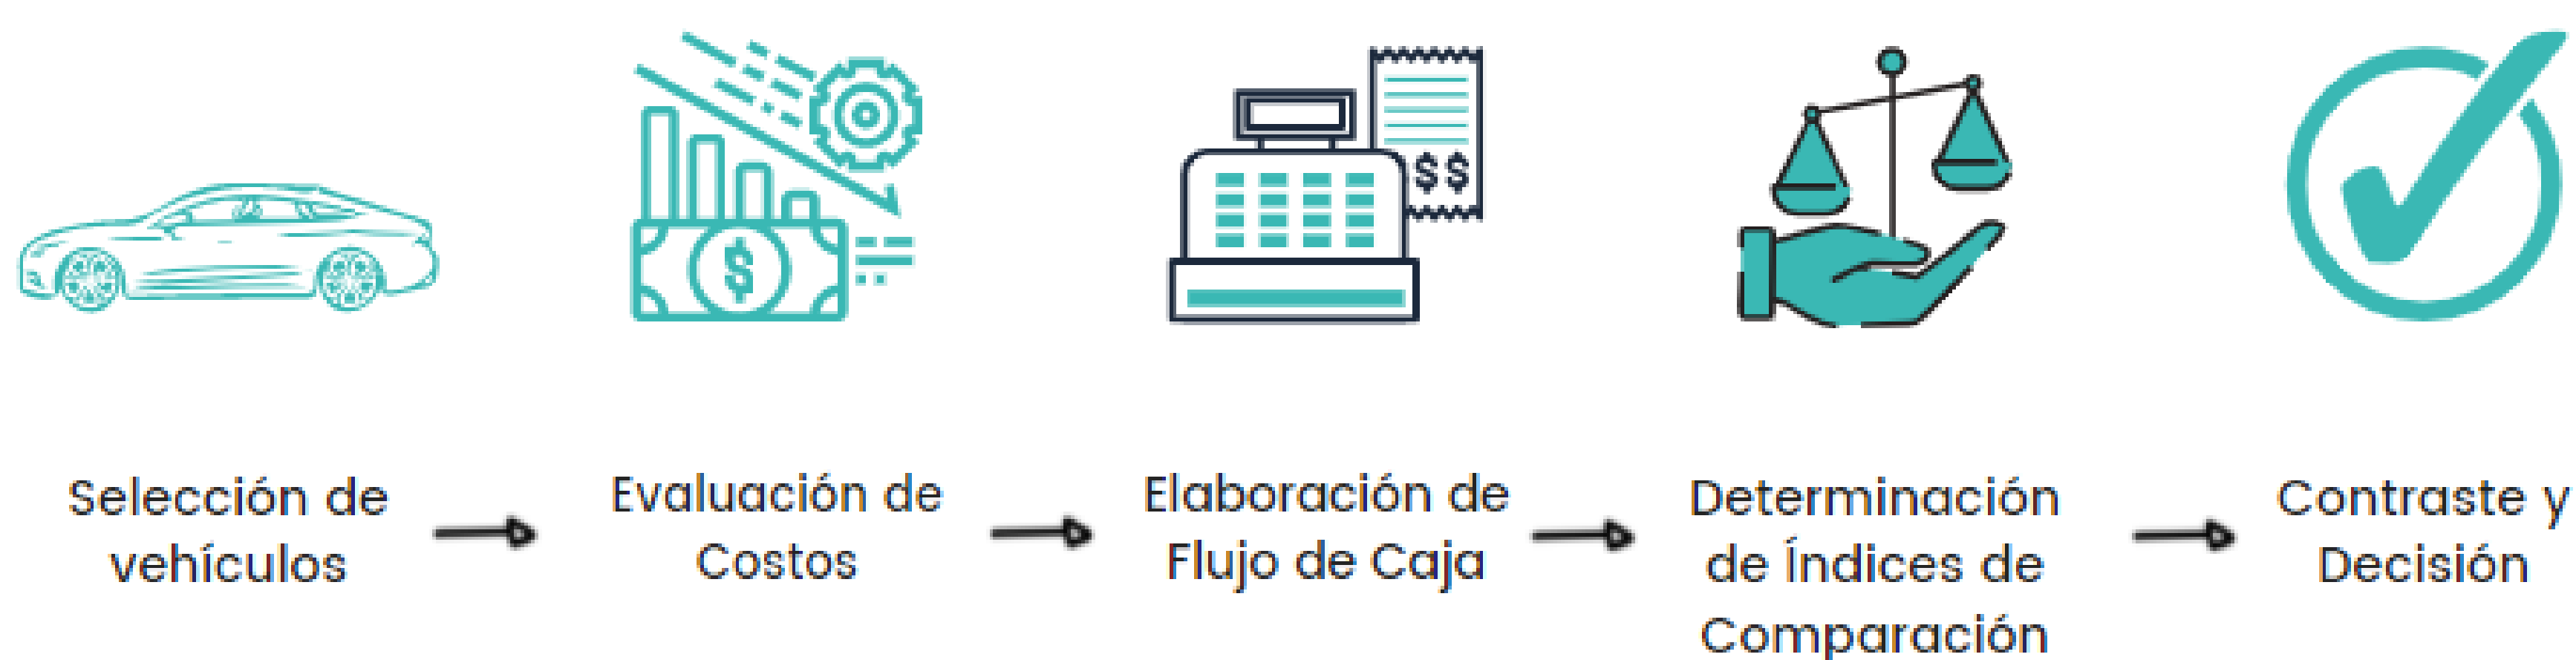 $
$ $
Selección de
vehículos
Evaluación de
Costos
Elaboración de
Flujo de Caja
Determinación
de Índices de
Comparación
Contraste y
Decisión